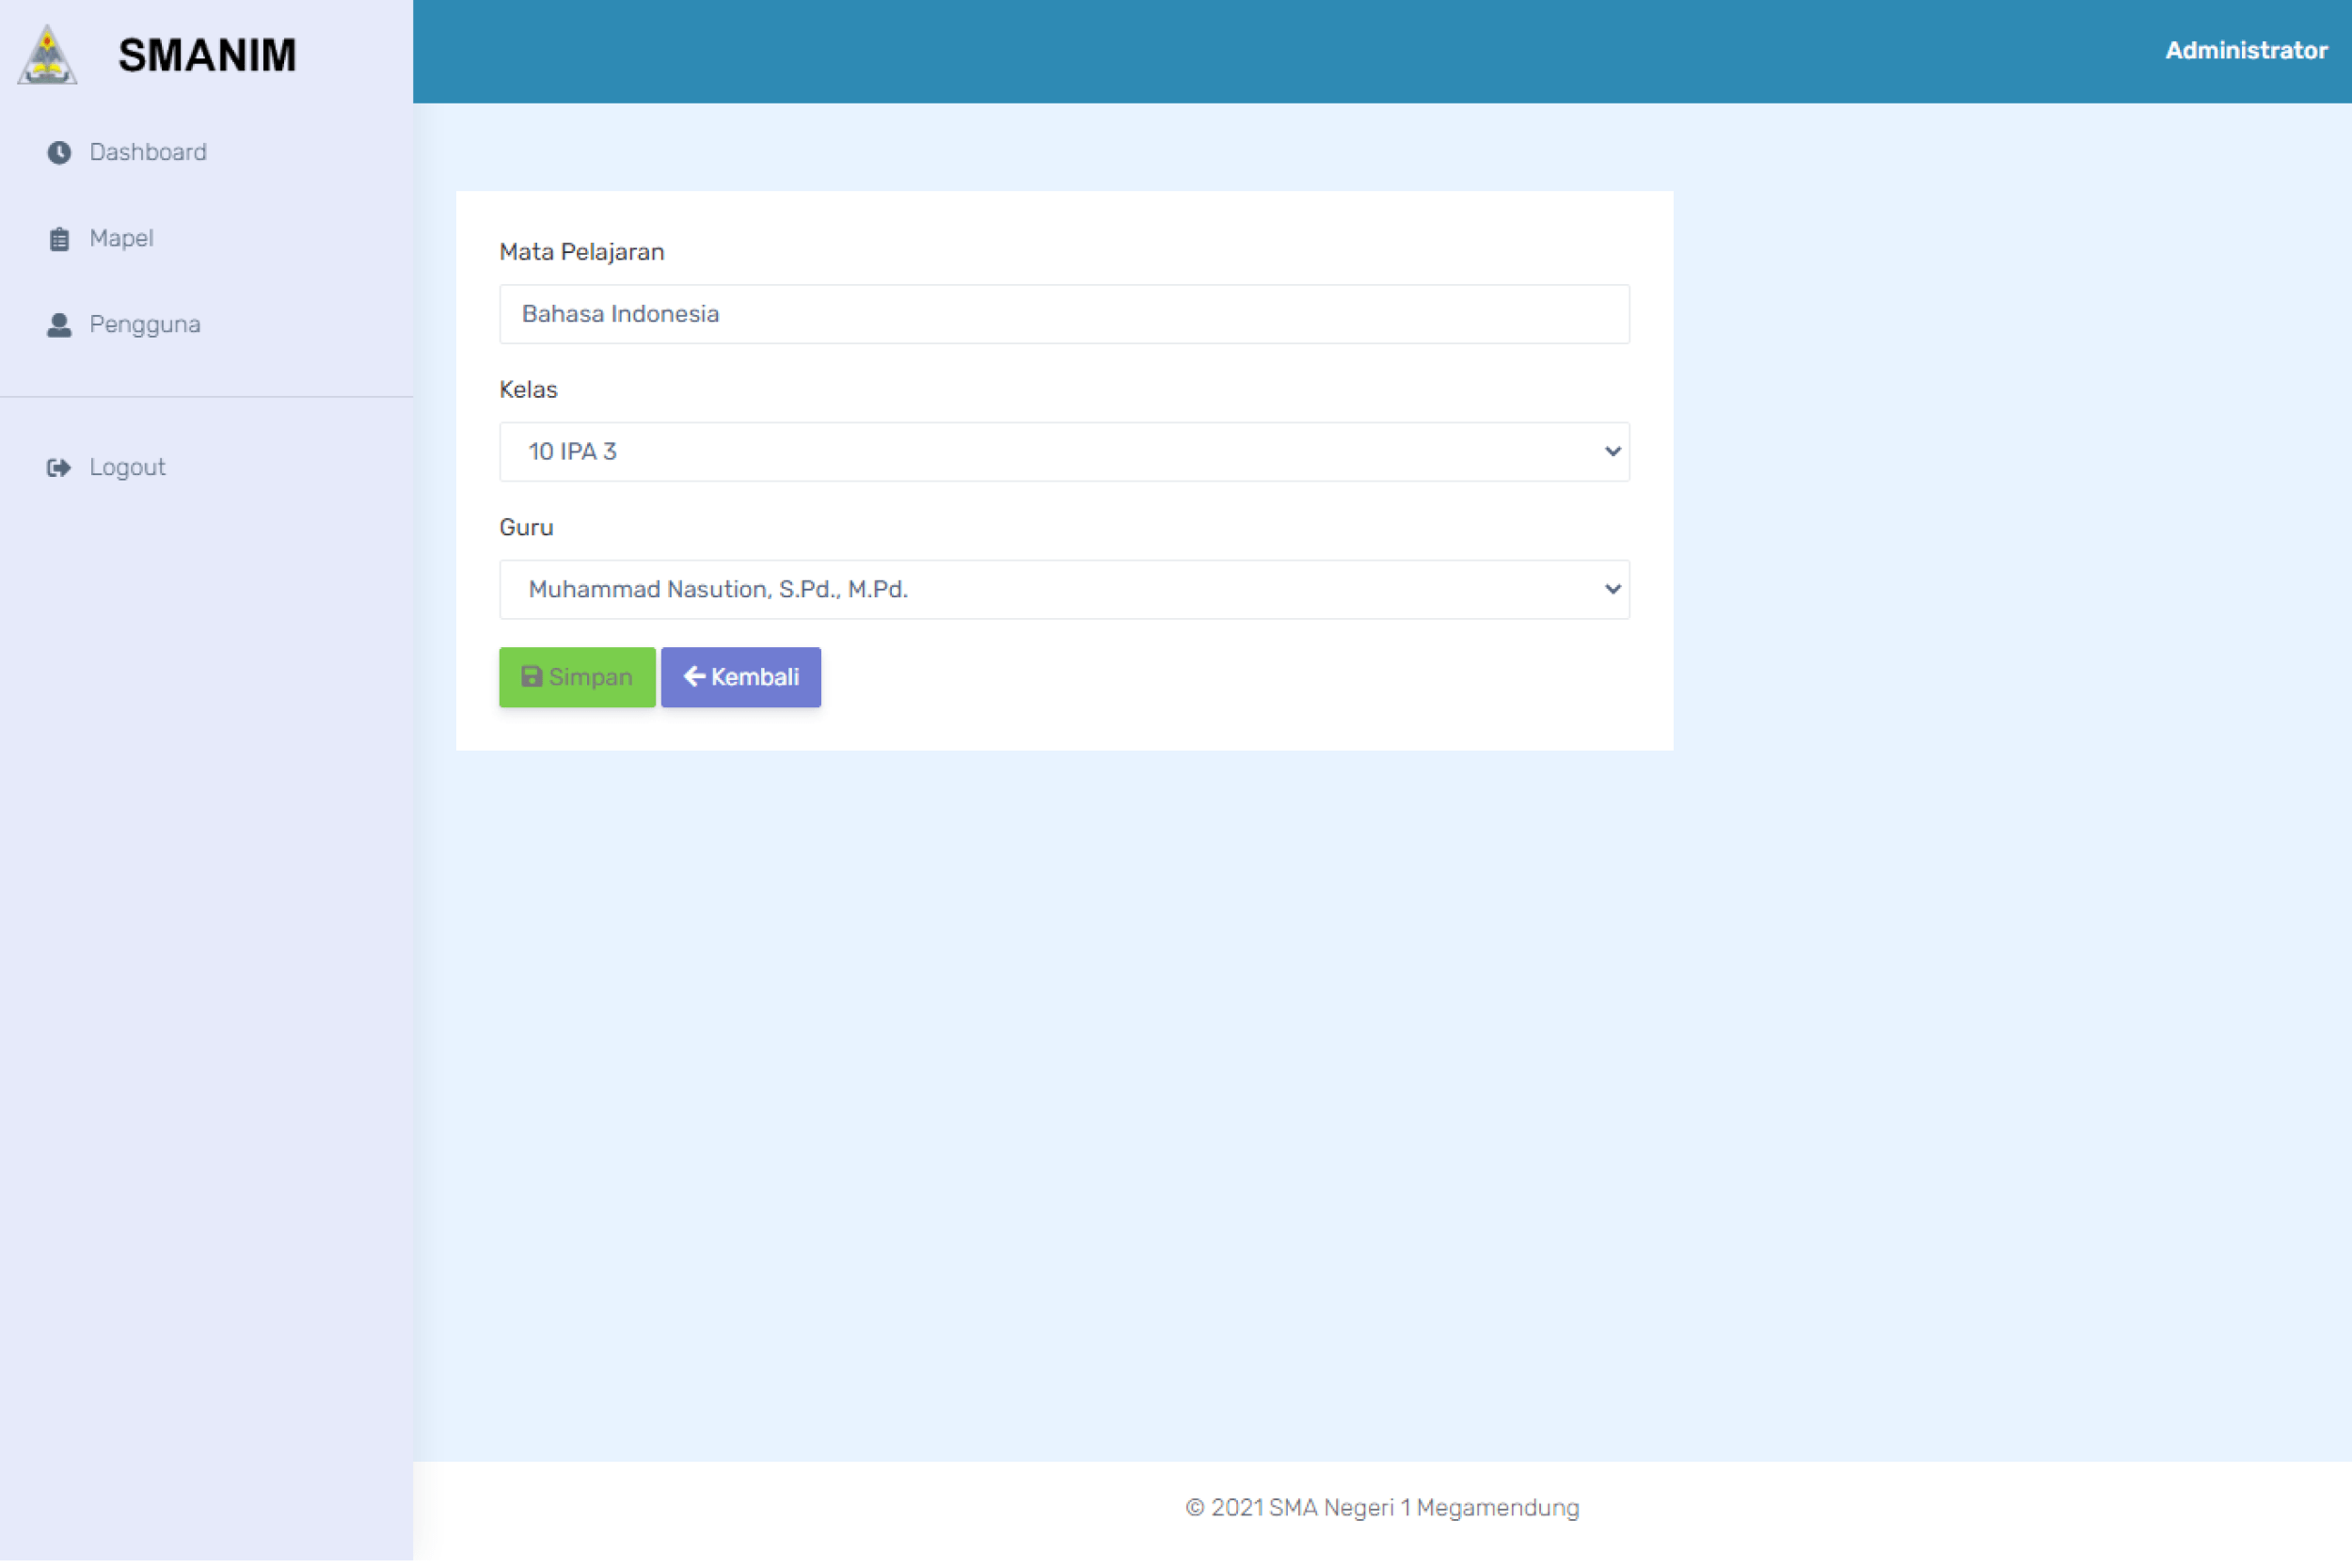 SMANIM
Administrator
Dashboard
Mapel
Pengguna
Logout
Mata Pelajaran
Bahasa Indonesia
Kelas
10 IPA 3
Guru
Muhammad Nasution, S.Pd., M.Pd.
Simpan
Kembali
© 2021 SMA Negeri 1 Megamendung